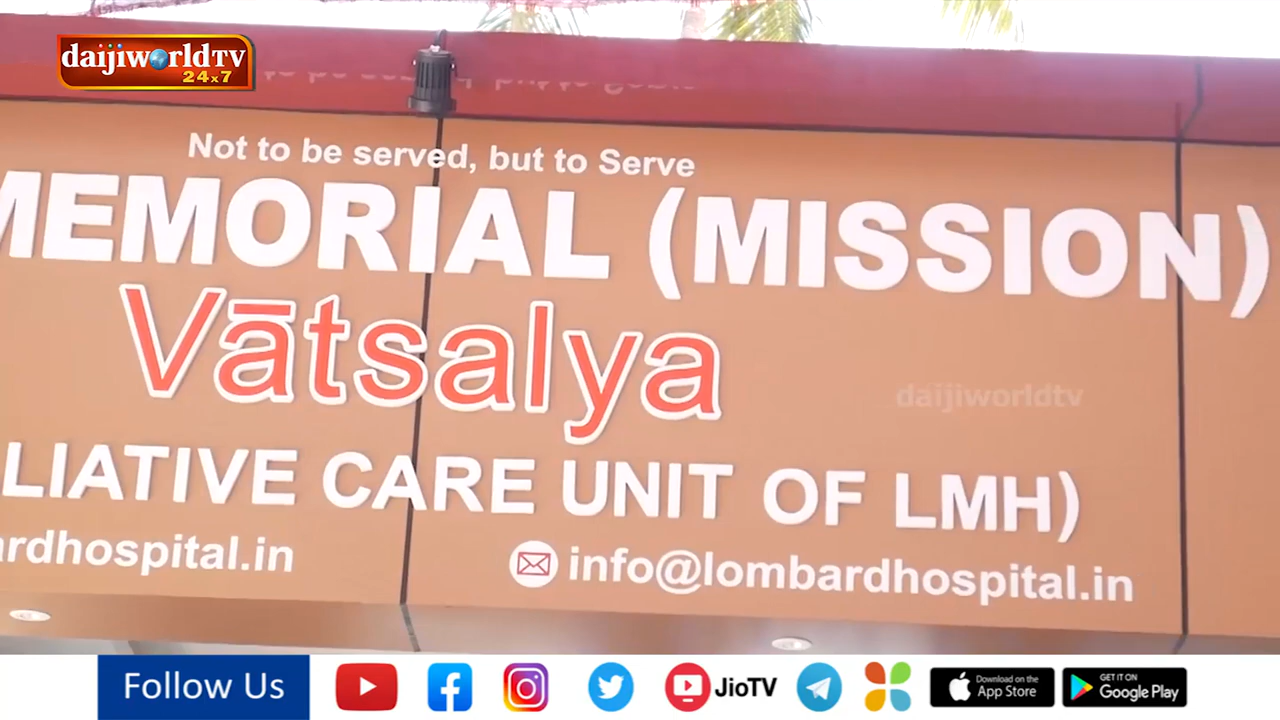 daijiworldTV
24x7
Not to be served, but to Serve
MEMORIAL (MISSION)
Vātsalya
daijiworldtv
LIATIVE CARE UNIT OF LMH)
ardhospital.in
info@lombardhospital.in
Follow Us
JioTV
Download on the
App Store
GET IT ON
Google Play